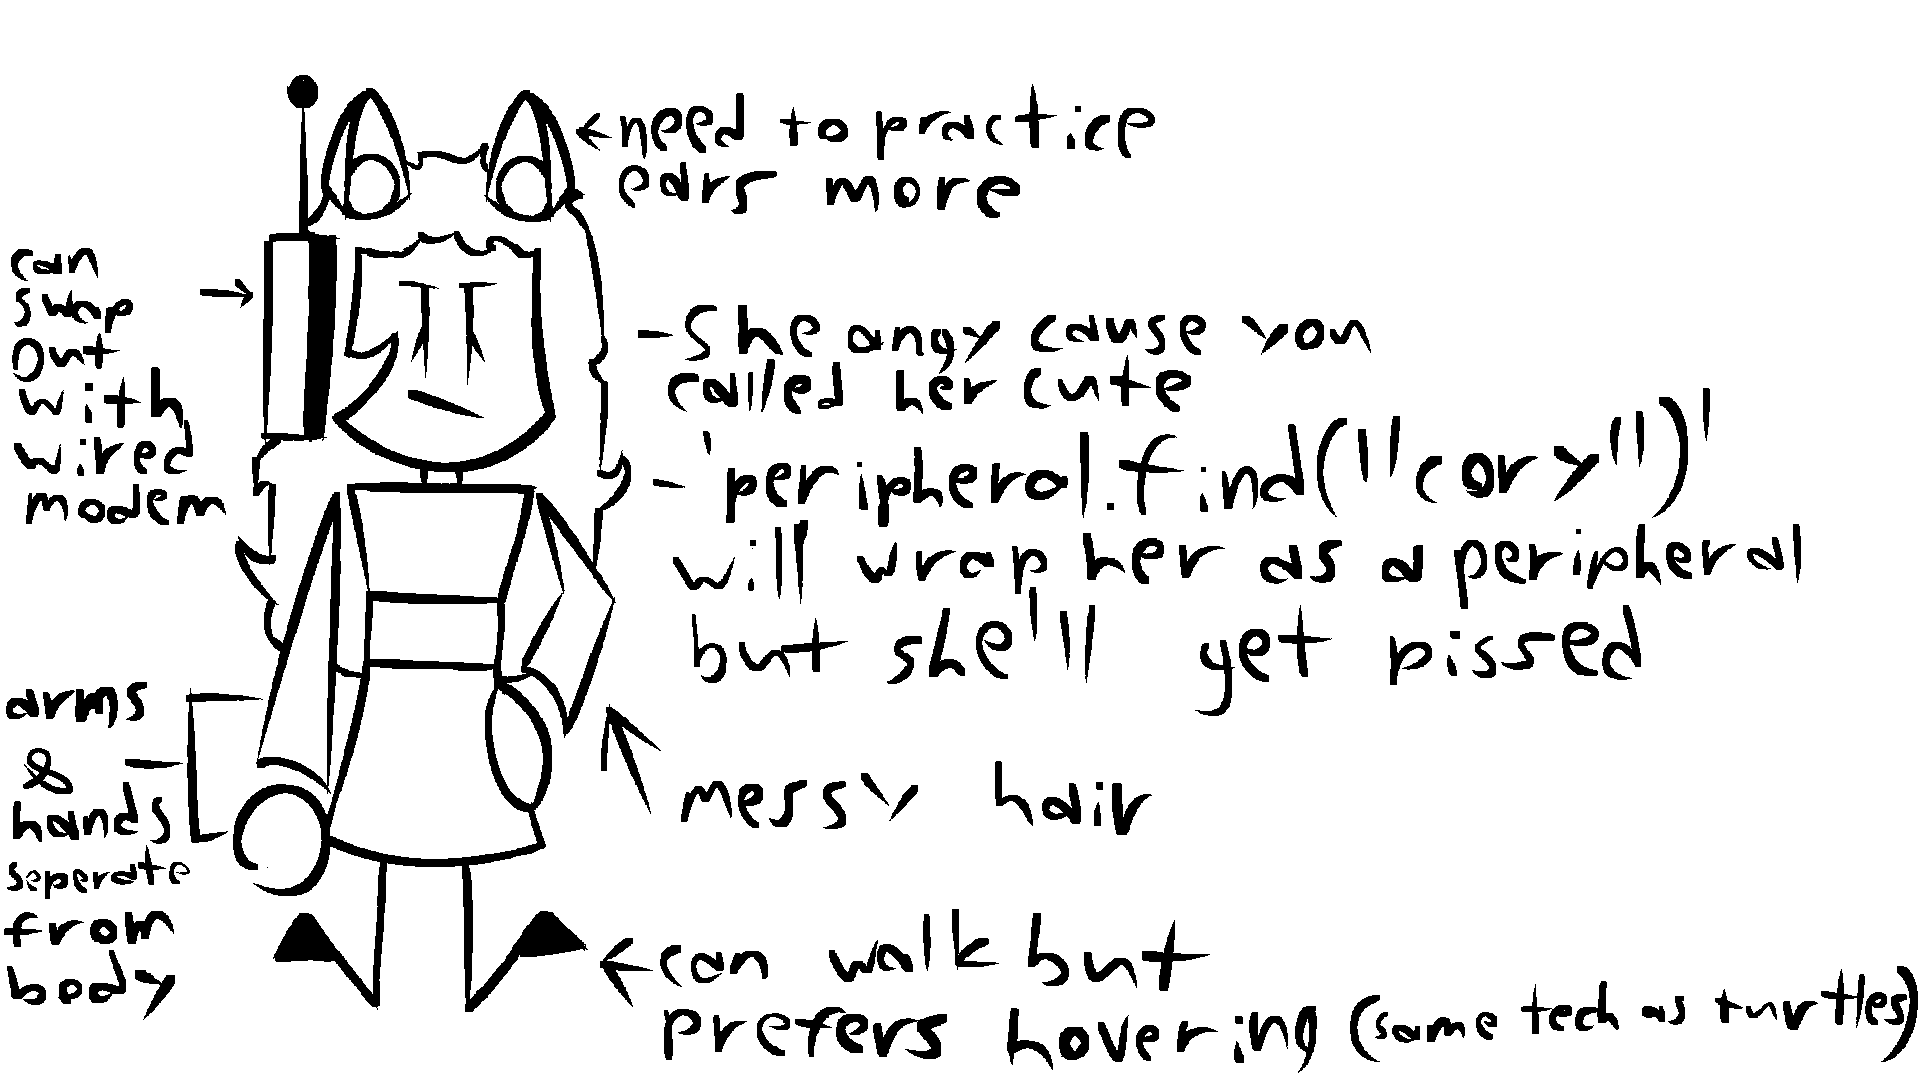 need to practice
ears more
can
swap
out
with
wired
modem
-She angy cause you
called her cute
-'peripheral.find("cory")'
will wrap her as a peripheral
but she'll get pissed
arms
&
hands
seperate
from
body
messy hair
can walk but
prefers hovering (same tech as turtles)